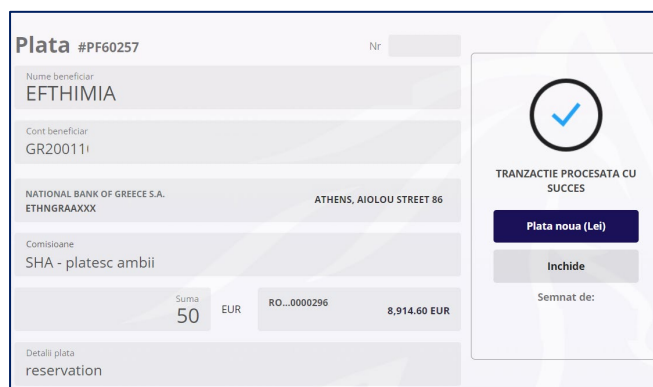 Plata #PF60257
Nr
Nume beneficiar
EFTHIMIA
Cont beneficiar
GR20011
NATIONAL BANK OF GREECE S.A.
ETHNGRAAXXX
ATHENS, AIOLOU STREET 86
Comisioane
SHA - platesc ambii
Suma
50 EUR
RO...0000296
8,914.60 EUR
Detalii plata
reservation
TRANZACTIE PROCESATA CU
SUCCES
Plata noua (Lei)
Inchide
Semnat de: